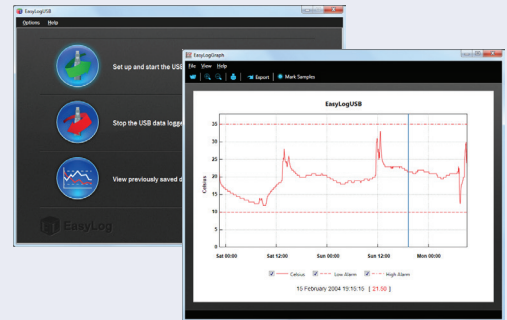 EasyLogUSB
Options Help
Set up and start the USB
Stop the USB data logge
View previously saved d
EasyLog
EasyLogGraph
File View Help
Export Mark Samples
EasyLogUSB
Celsius
35
30
25
20
15
10
5
0
Sat 00:00 Sat 12:00 Sun 00:00 Sun 12:00 Mon 00:00
Celsius Low Alarm High Alarm
15 February 2004 19:15:15 [ 21.50 ]